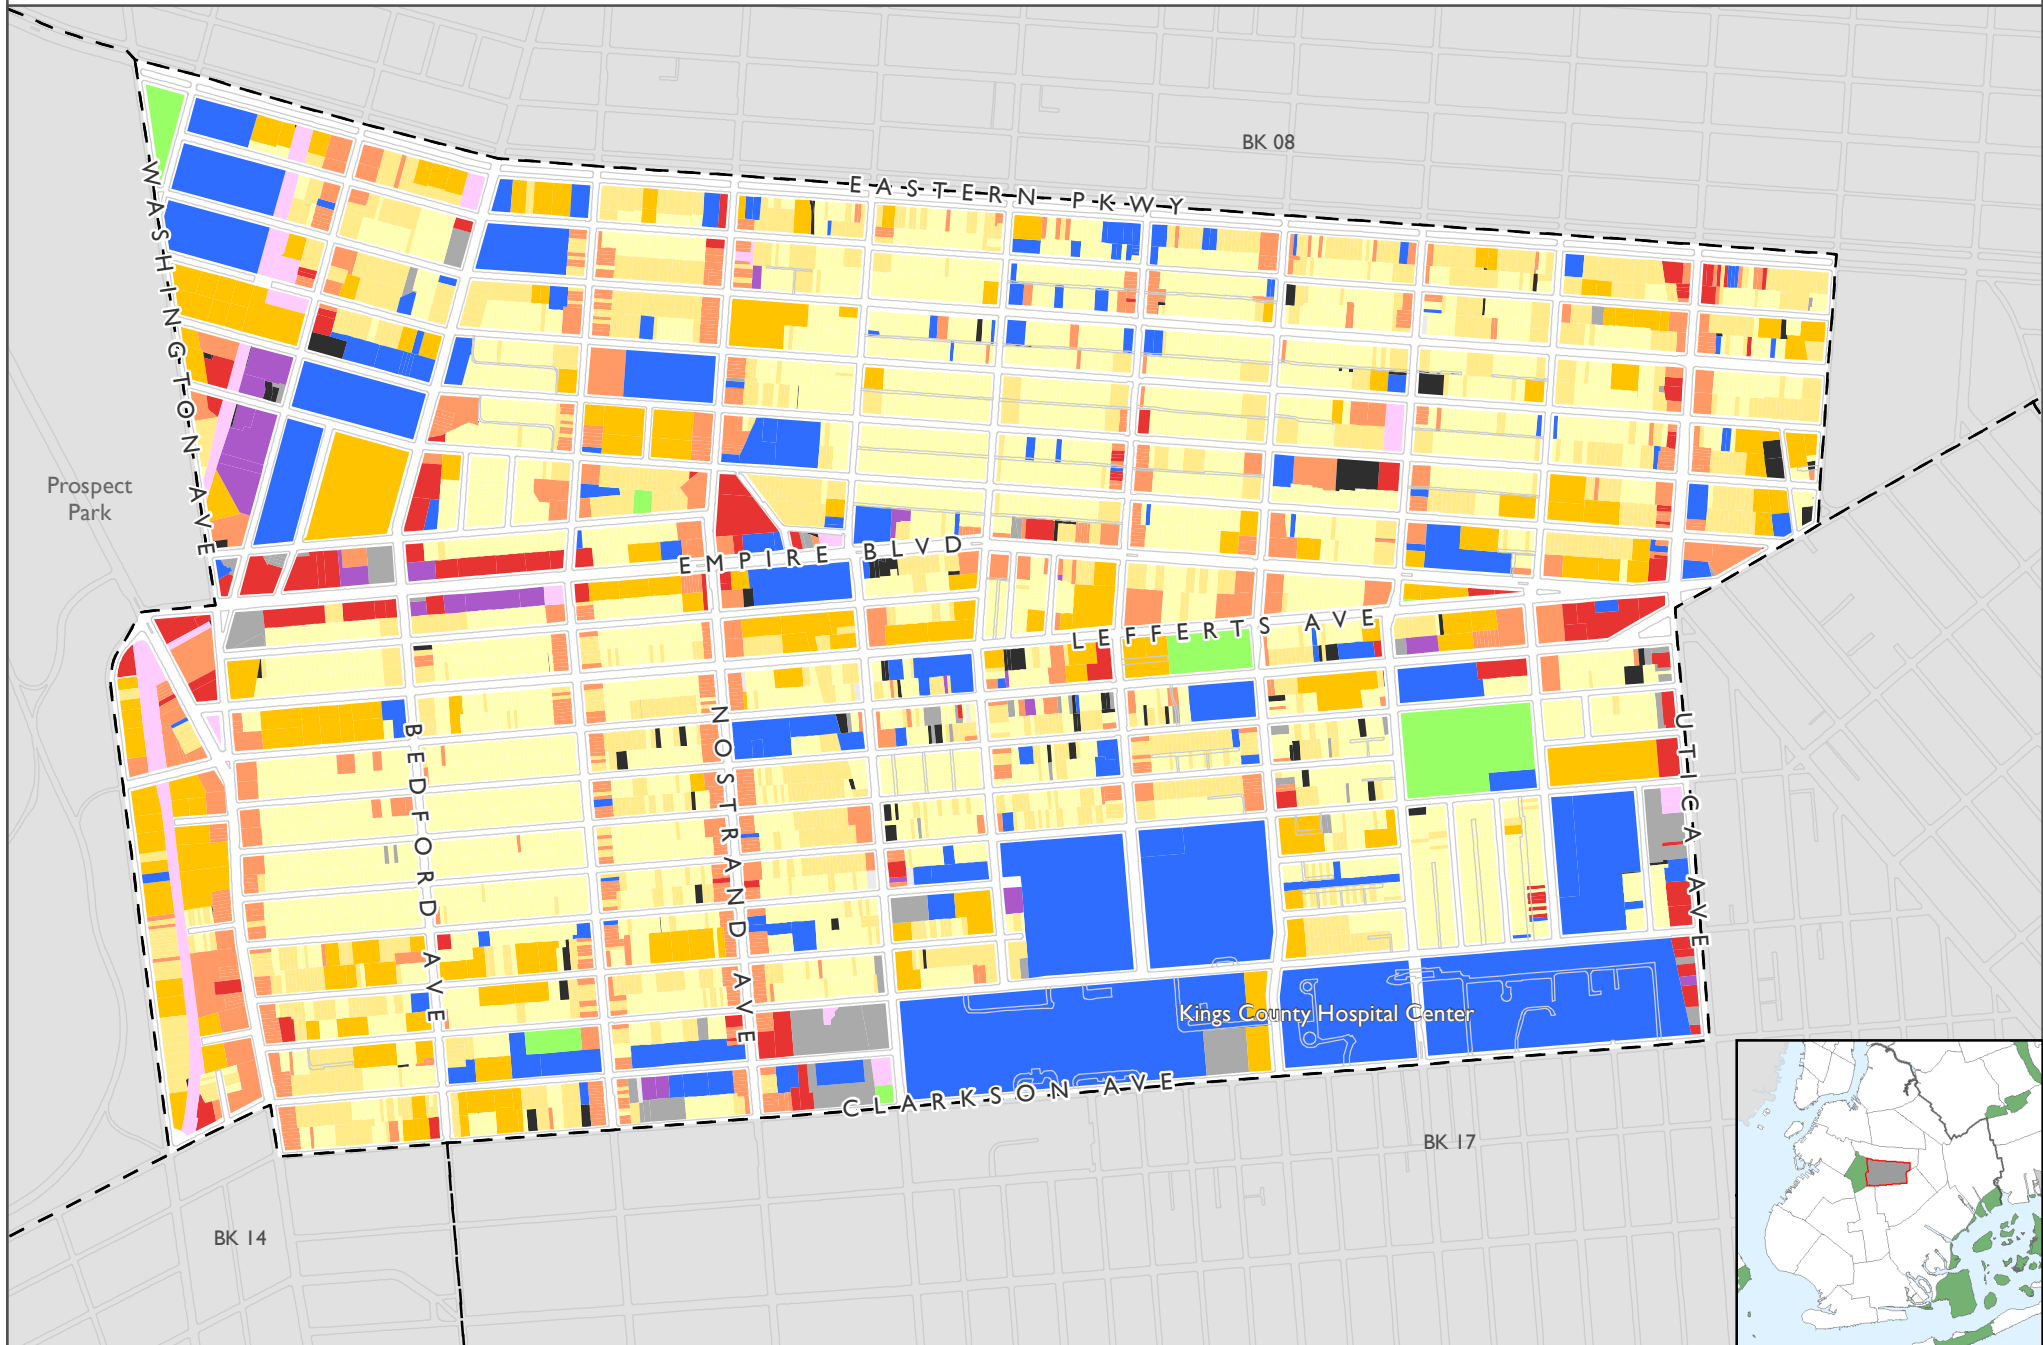 BK 08
EASTERN PKWY
WASHINGTON AVE
Prospect
Park
EMPIRE BLVD
LEFFERTS AVE
BEDFORD AVE
NOSTRAND AVE
UTICA AVE
Kings County Hospital Center
CLARKSON AVE
BK 17
BK 14